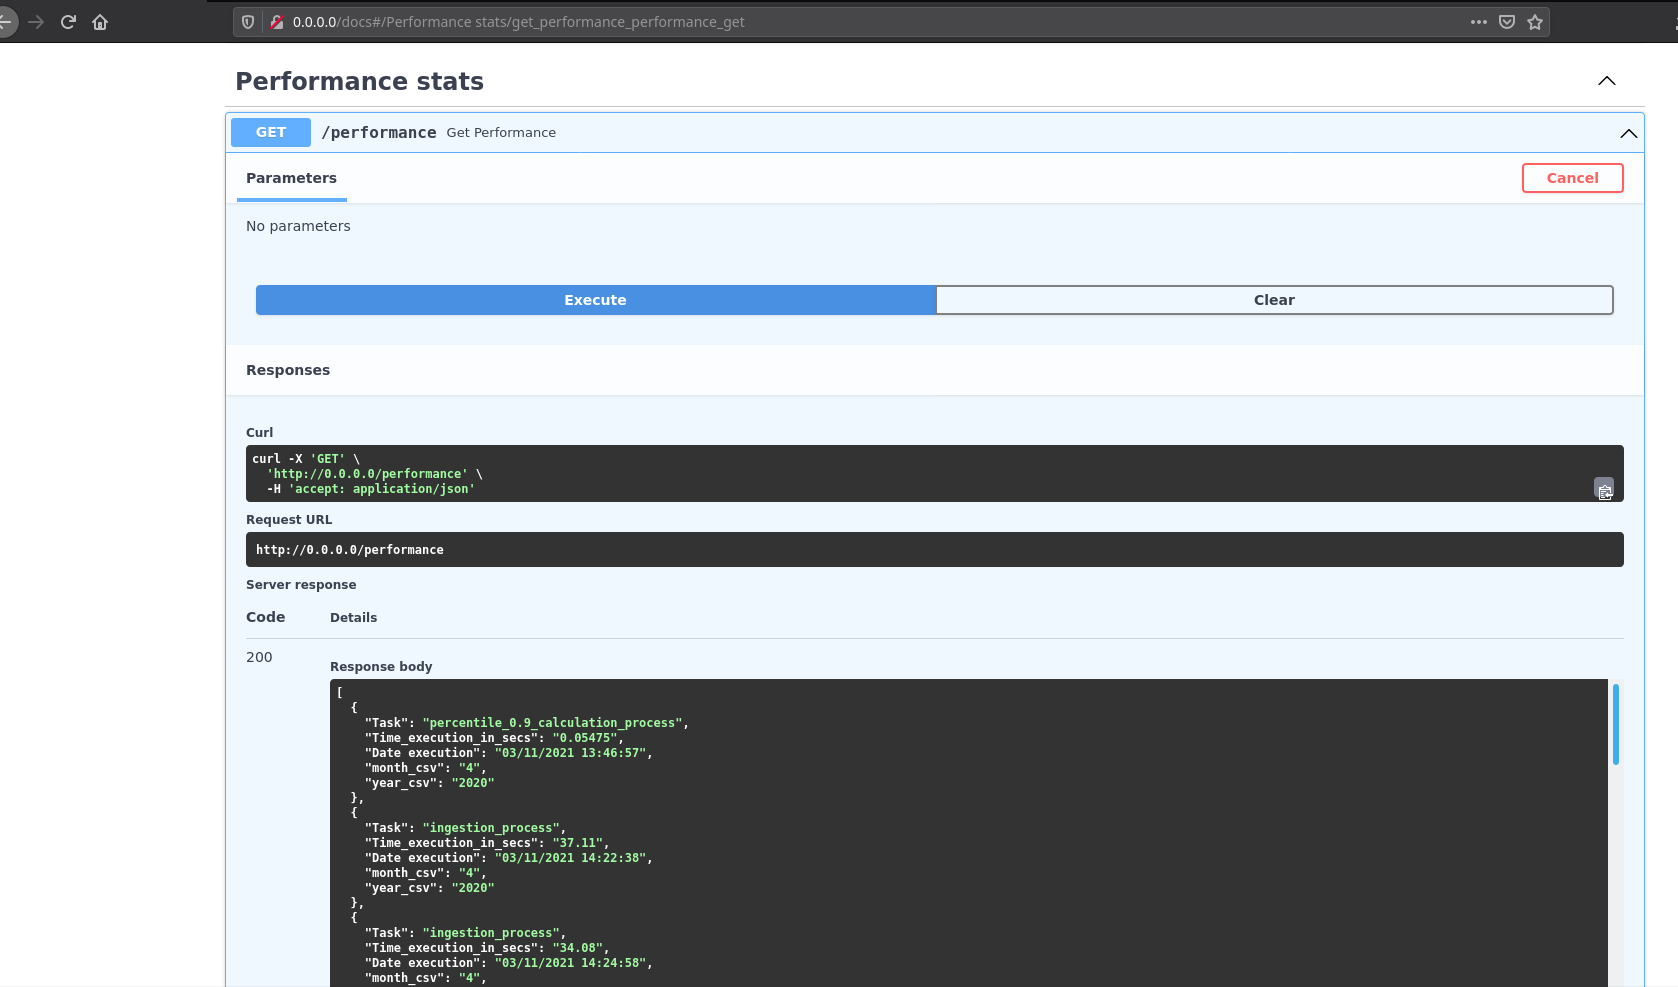 0.0.0.0/docs#/Performance stats/get_performance_performance_get
Performance stats
GET /performance Get Performance
Parameters Cancel
No parameters
Execute Clear
Responses
Curl
curl -X 'GET' \
  'http://0.0.0.0/performance' \
  -H 'accept: application/json'
Request URL
http://0.0.0.0/performance
Server response
Code Details
200
Response body
[
  {
    "Task": "percentile_0.9_calculation_process",
    "Time_execution_in_secs": "0.05475",
    "Date execution": "03/11/2021 13:46:57",
    "month_csv": "4",
    "year_csv": "2020"
  },
  {
    "Task": "ingestion_process",
    "Time_execution_in_secs": "37.11",
    "Date execution": "03/11/2021 14:22:38",
    "month_csv": "4",
    "year_csv": "2020"
  },
  {
    "Task": "ingestion_process",
    "Time_execution_in_secs": "34.08",
    "Date execution": "03/11/2021 14:24:58",
    "month_csv": "4",